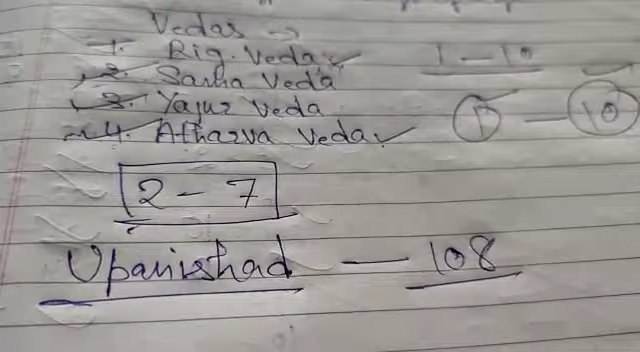 Vedas →
1. Rig. Veda ✓
2. Sama Veda
3. Yajur Veda
4. Atharva Veda ✓
1 - 10
1 - 10
2 - 7
Upanishad — 108